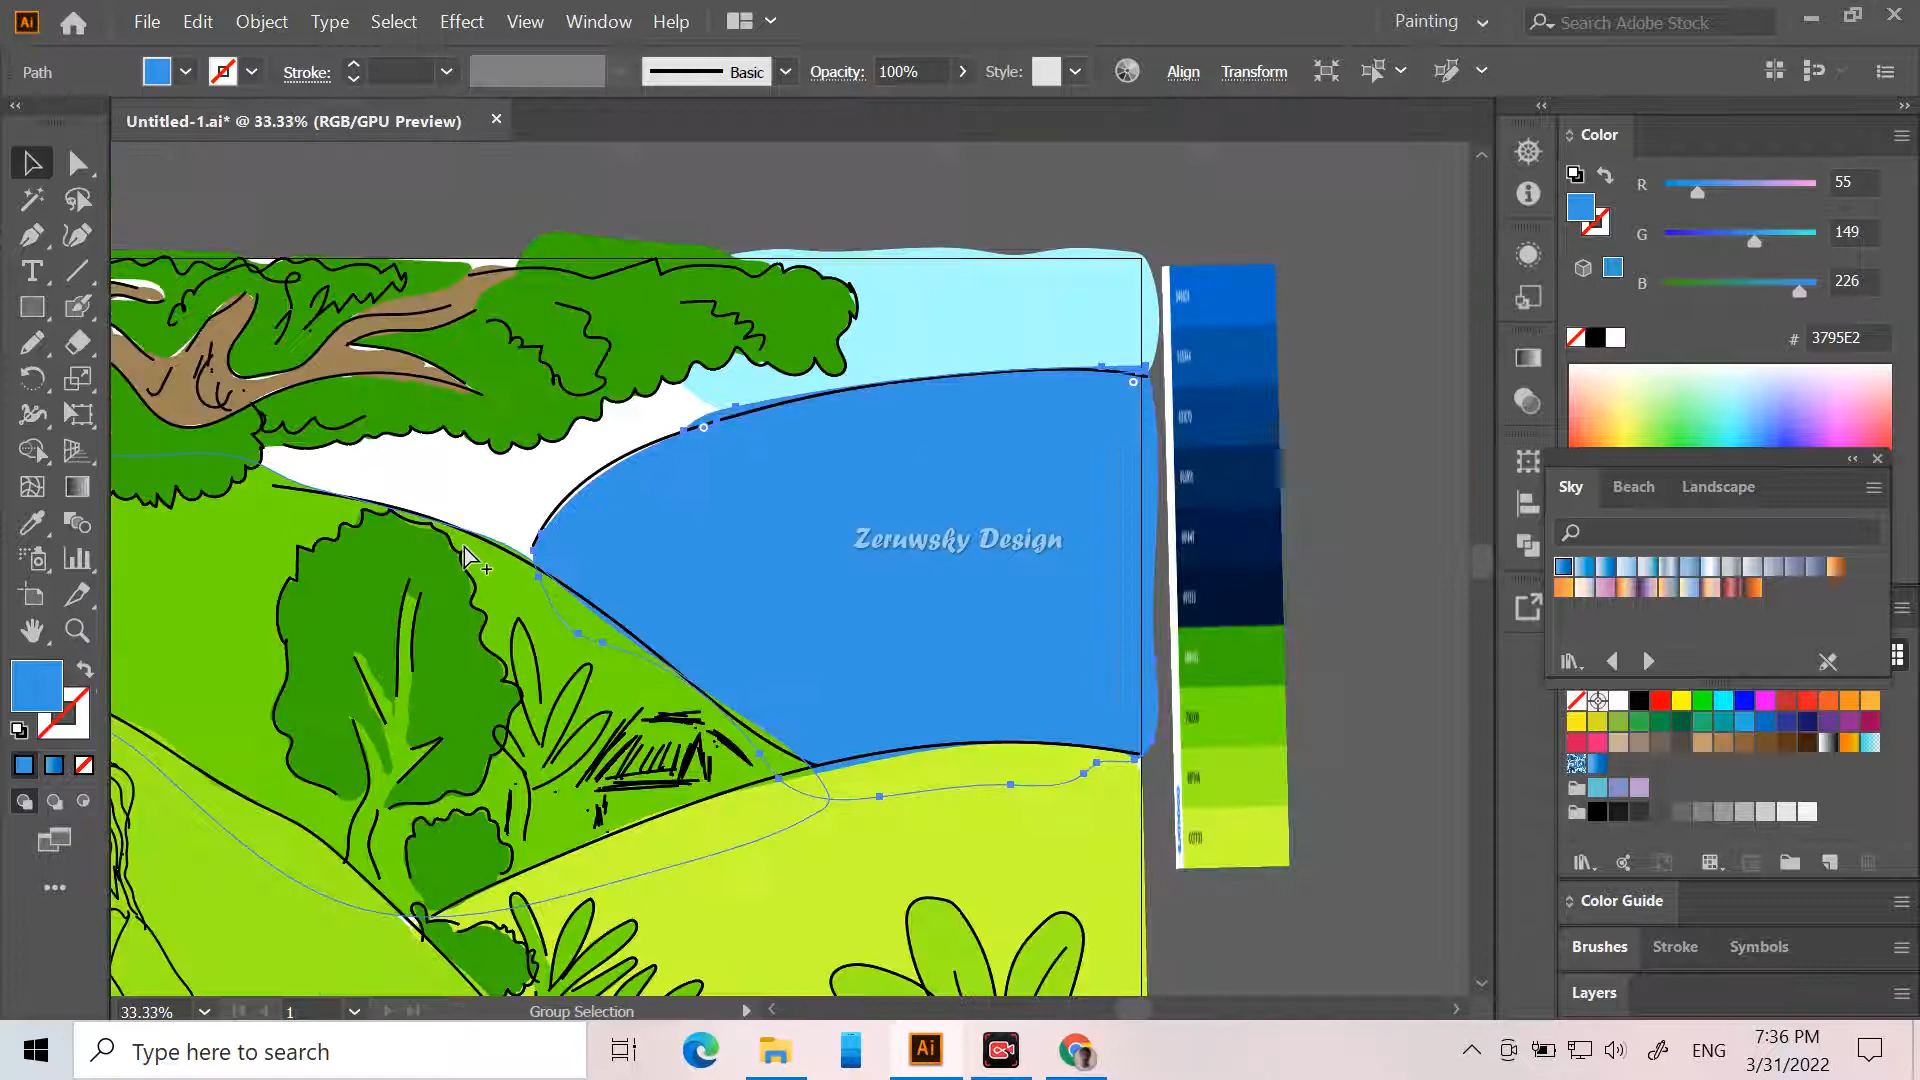 File Edit Object Type Select Effect View Window Help
Painting
Search Adobe Stock
Path
Stroke:
Basic
Opacity: 100%
Style:
Align Transform
Untitled-1.ai* @ 33.33% (RGB/GPU Preview)
Color
R 55
G 149
B 226
# 3795E2
Sky Beach Landscape
Zeruwsky Design
Color Guide
Brushes Stroke Symbols
Layers
33.33%
1
Group Selection
Type here to search
ENG
7:36 PM
3/31/2022